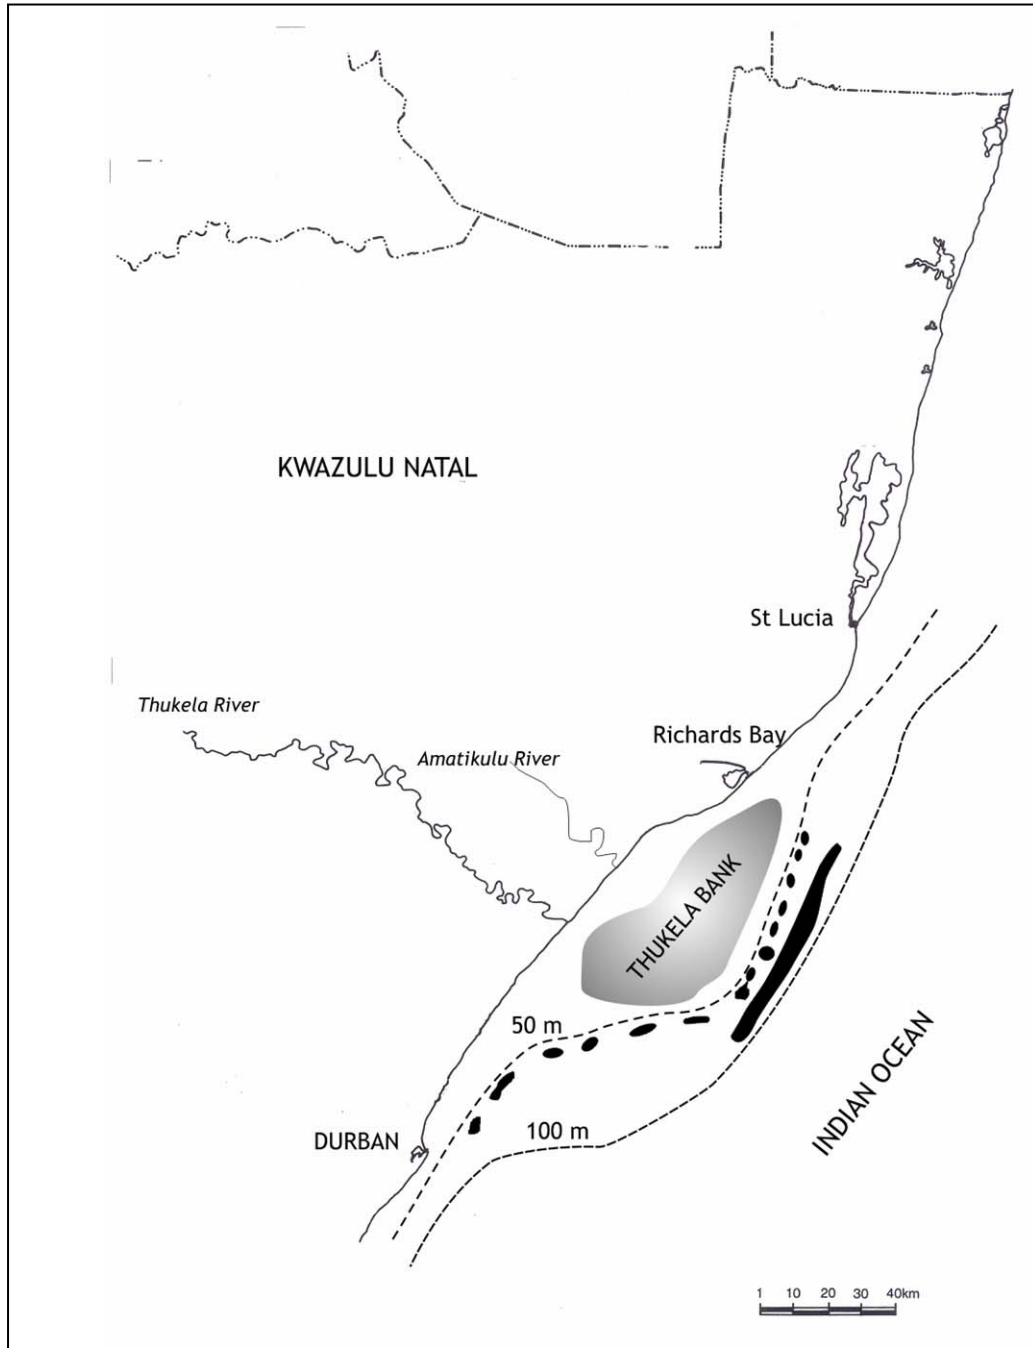 KWAZULU NATAL
St Lucia
Thukela River
Richards Bay
Amatikulu River
THUKELA BANK
50 m
INDIAN OCEAN
100 m
DURBAN
1 10 20 30 40km